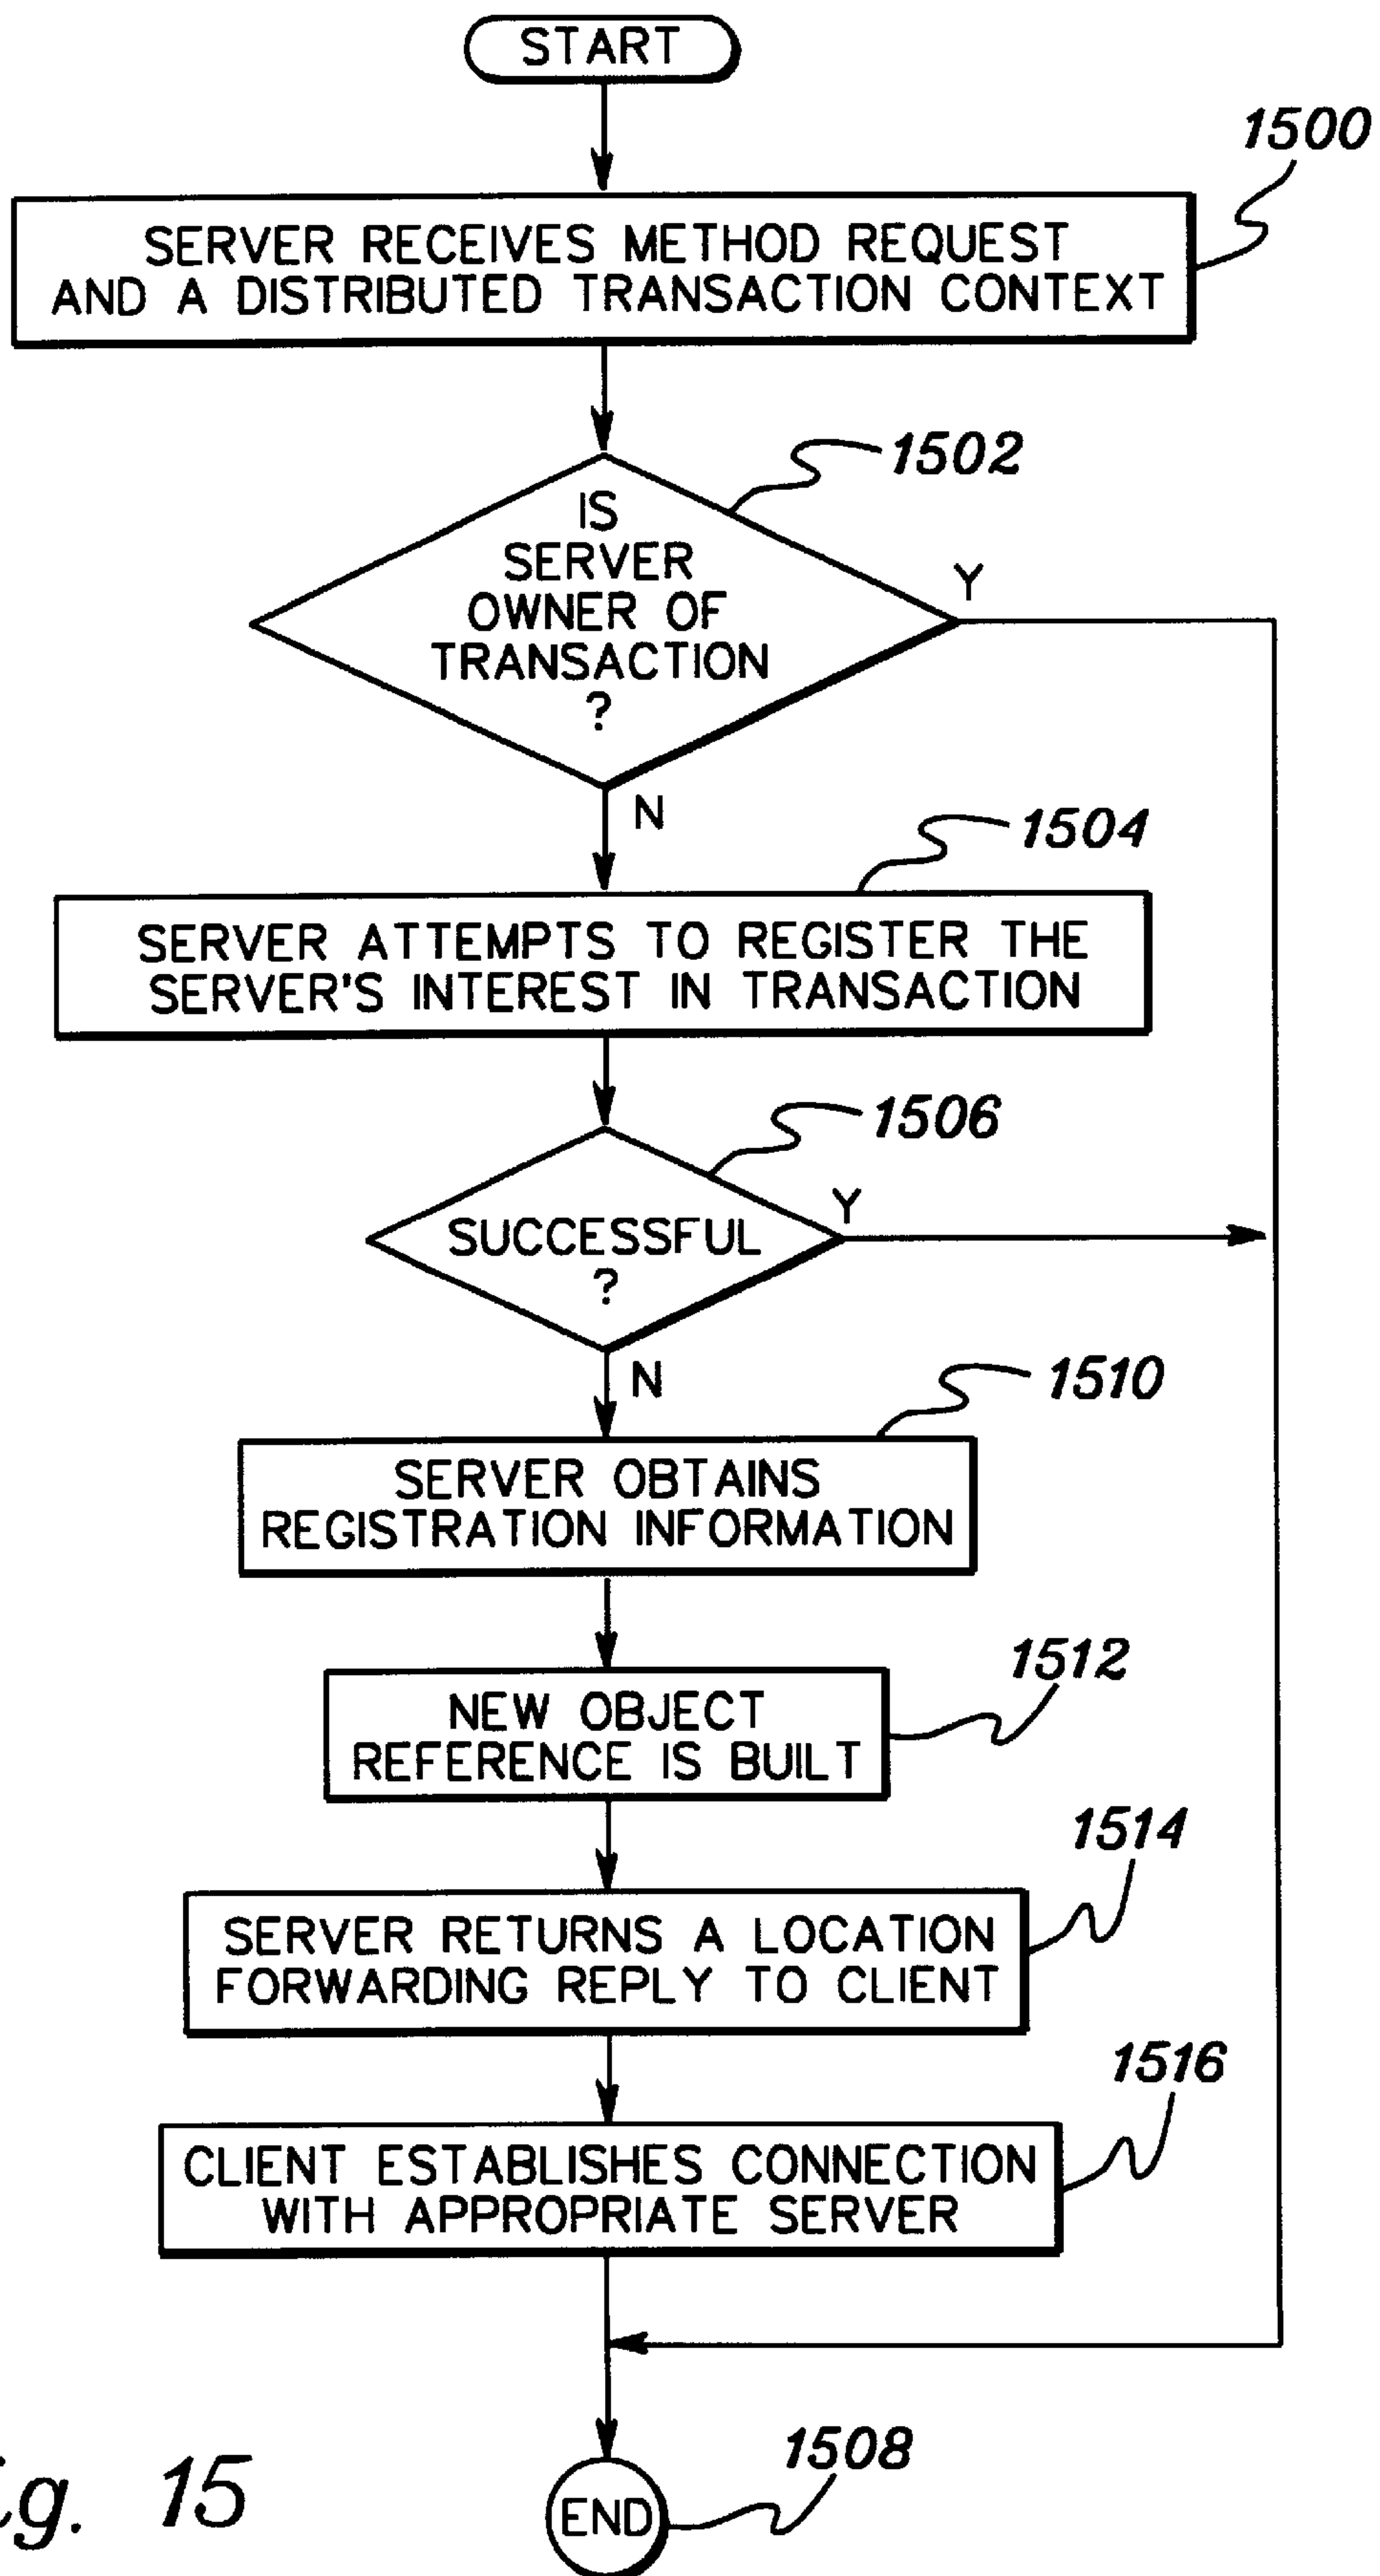 START
1500
SERVER RECEIVES METHOD REQUEST
AND A DISTRIBUTED TRANSACTION CONTEXT
1502
IS
SERVER
OWNER OF
TRANSACTION
?
Y
N
1504
SERVER ATTEMPTS TO REGISTER THE
SERVER'S INTEREST IN TRANSACTION
1506
SUCCESSFUL
?
Y
N
1510
SERVER OBTAINS
REGISTRATION INFORMATION
1512
NEW OBJECT
REFERENCE IS BUILT
1514
SERVER RETURNS A LOCATION
FORWARDING REPLY TO CLIENT
1516
CLIENT ESTABLISHES CONNECTION
WITH APPROPRIATE SERVER
1508
END
15